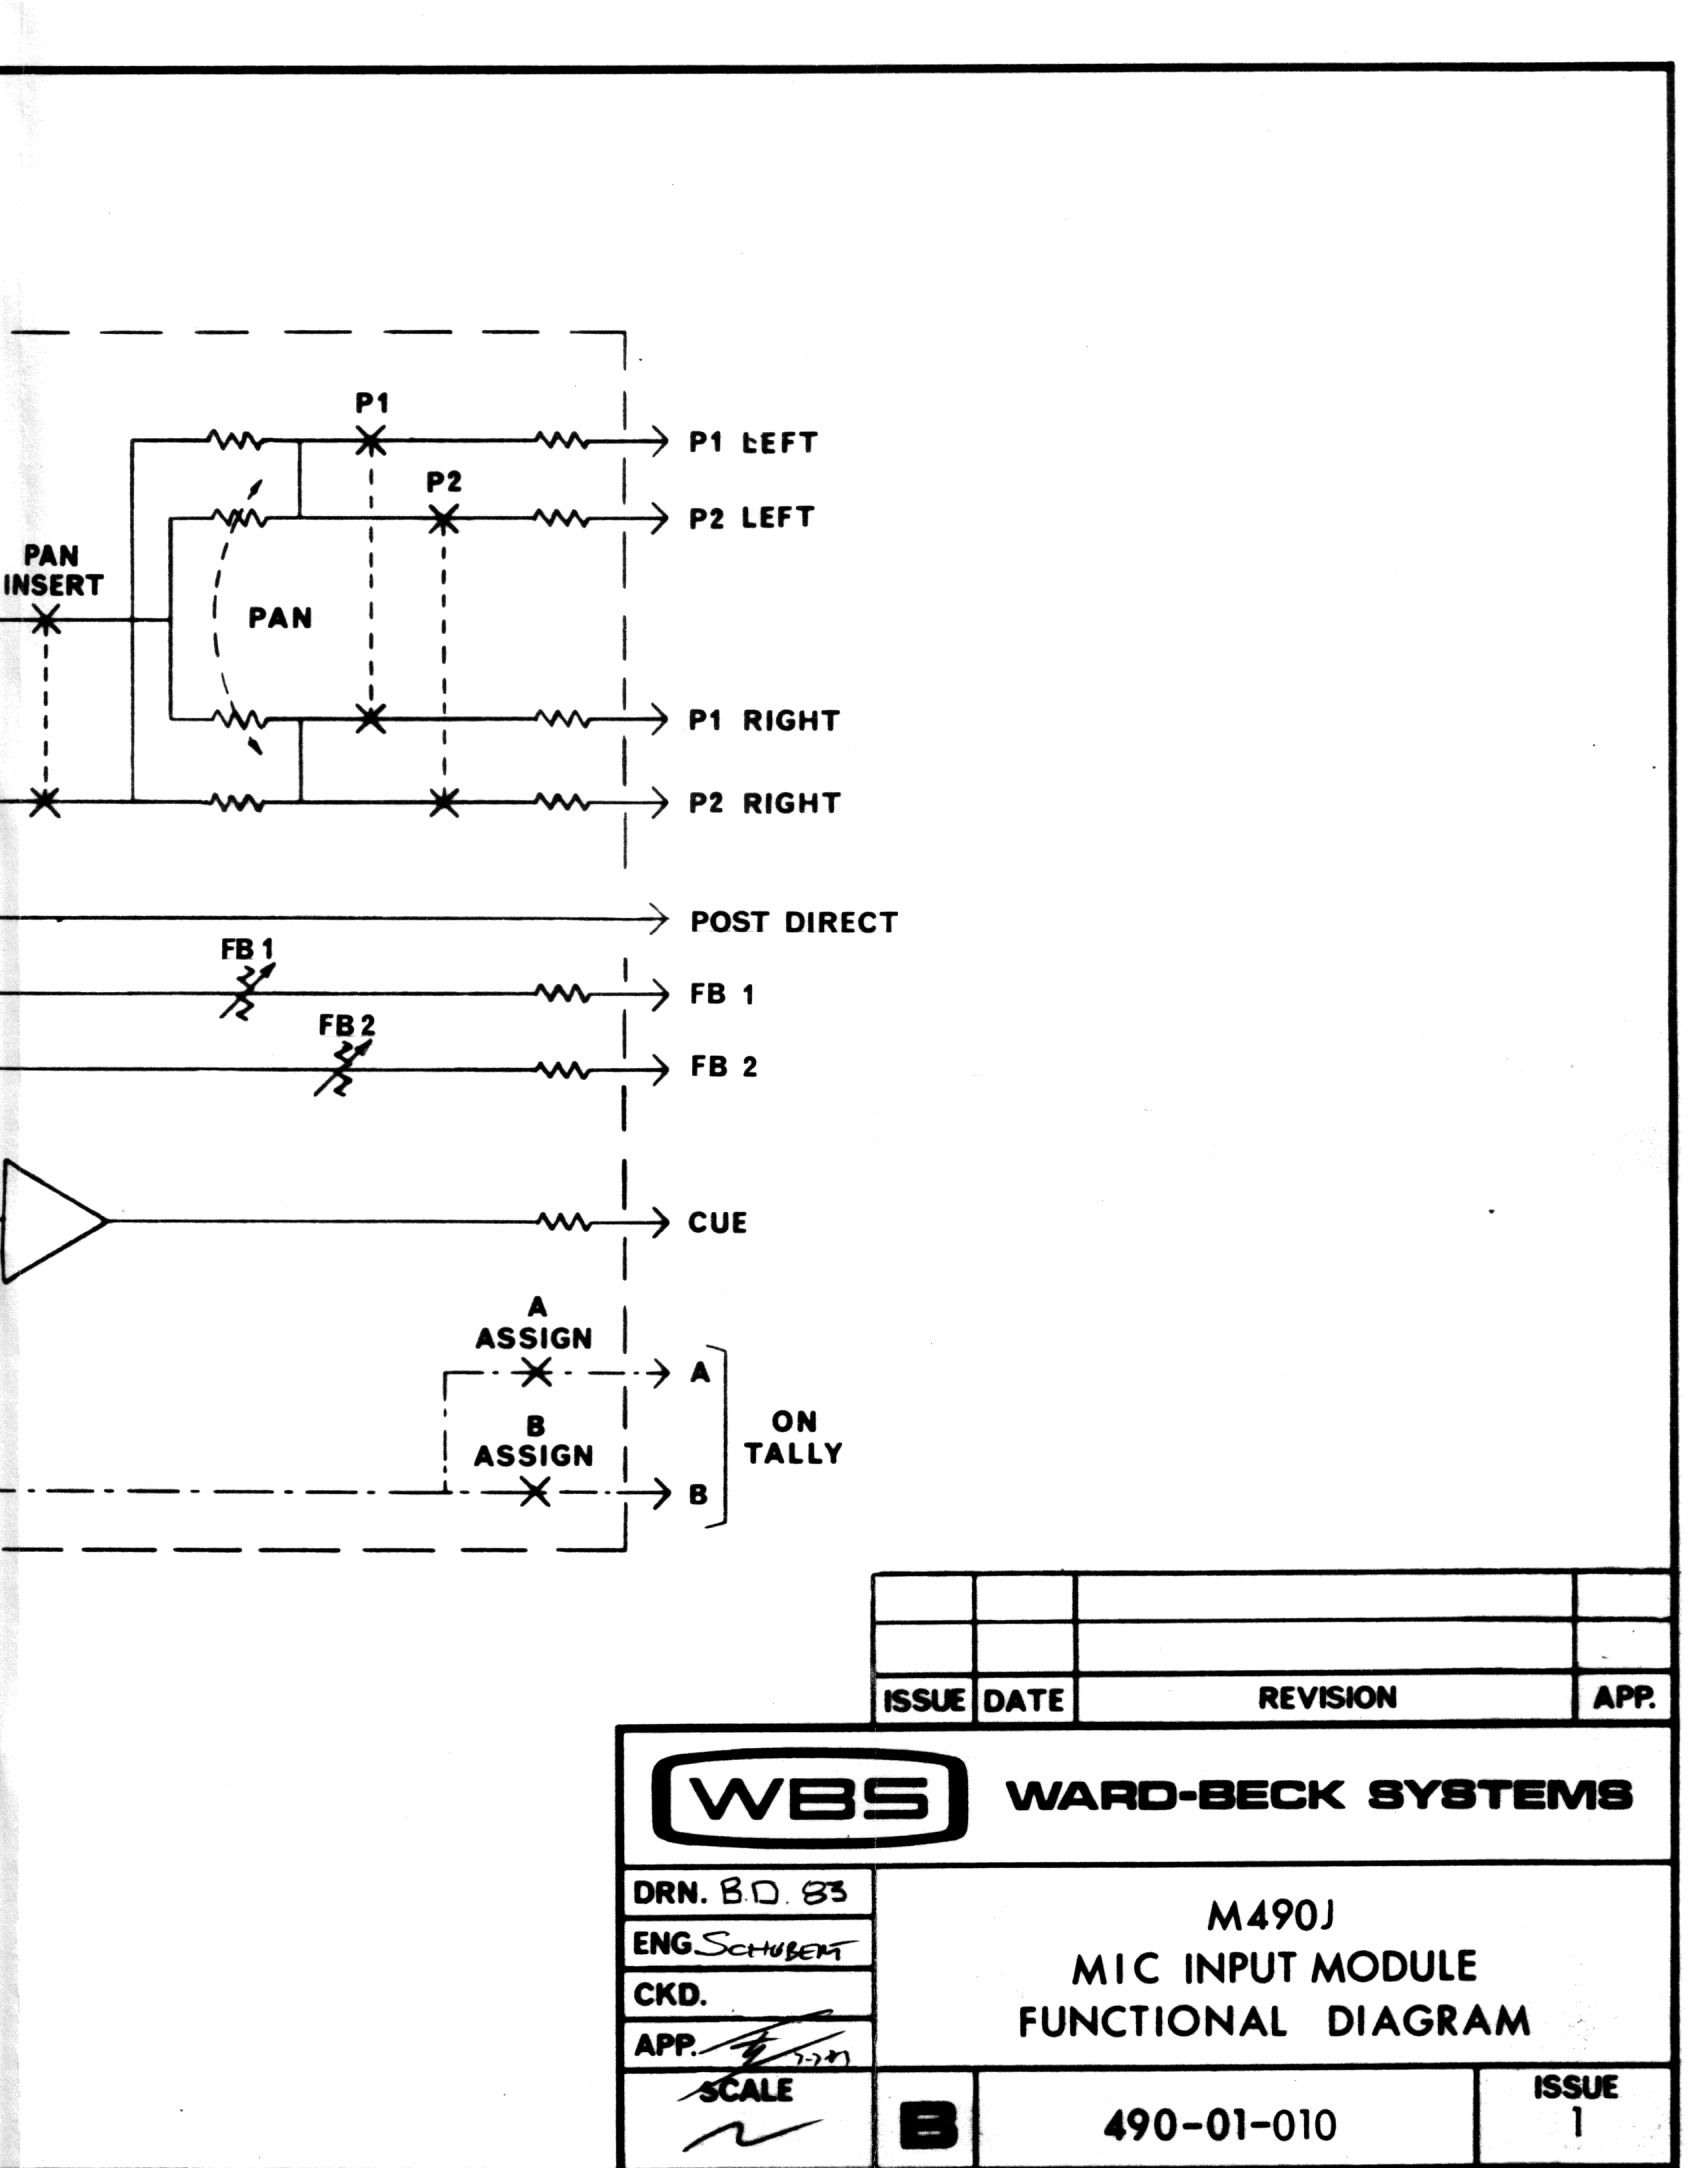 P1
P1 LEFT
P2
P2 LEFT
PAN
INSERT
PAN
P1 RIGHT
P2 RIGHT
POST DIRECT
FB 1
FB 1
FB 2
FB 2
CUE
A
ASSIGN
A
B
ASSIGN
B
ON
TALLY
ISSUE DATE REVISION APP.
WBS WARD-BECK SYSTEMS
DRN. B.D. 83
ENG SCHUBERT
CKD.
APP.
SCALE
M490J
MIC INPUT MODULE
FUNCTIONAL DIAGRAM
B
490-01-010
ISSUE
1